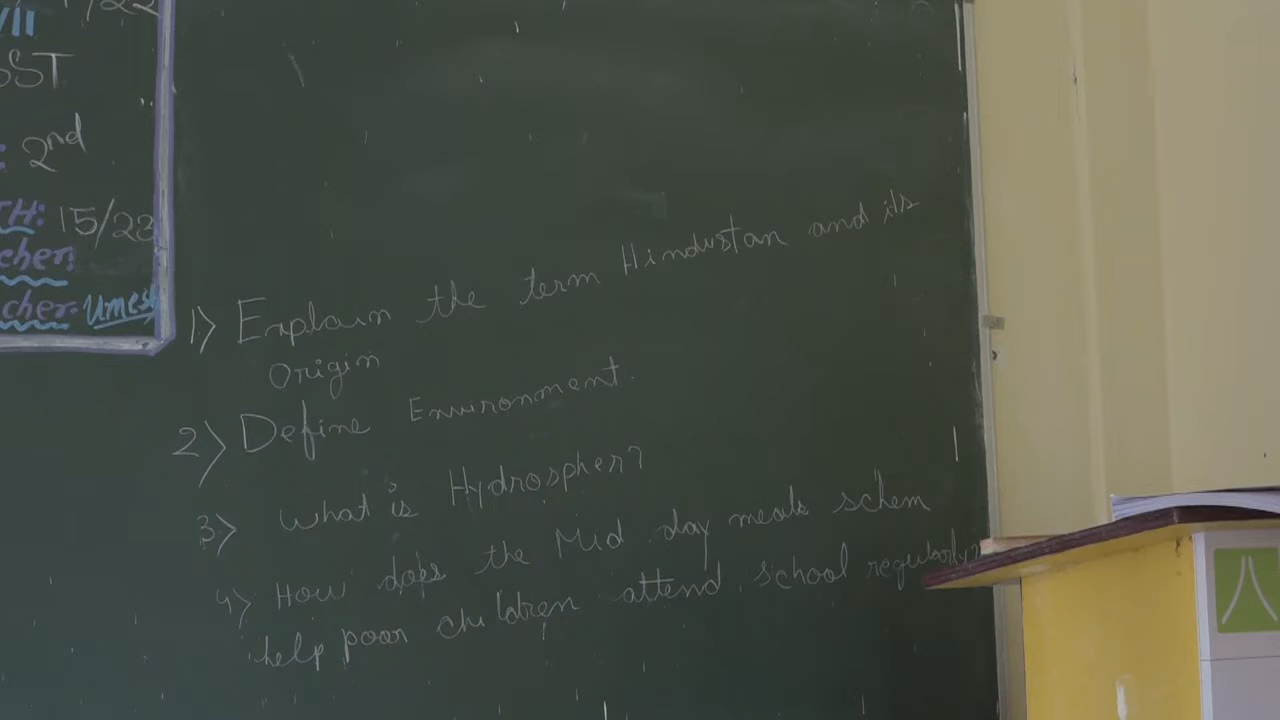 VII
SST
2nd
TH: 15/23
cher:
cher. Umesh
1) Explain the term Hindustan and its
Origin
2) Define Environment.
3) What is Hydrospher?
4) How does the Mid day meals schem
help poor children attend school regularly?